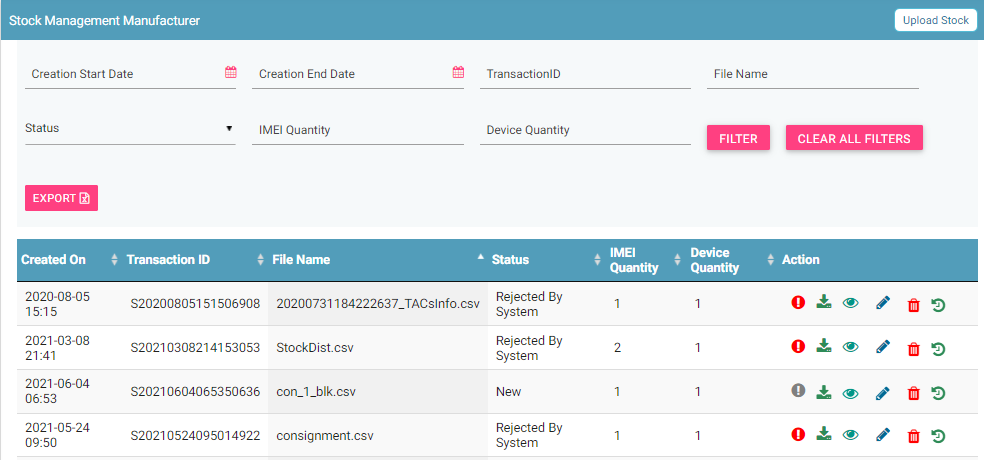 Stock Management Manufacturer
Upload Stock
Creation Start Date
Creation End Date
TransactionID
File Name
Status
IMEI Quantity
Device Quantity
FILTER
CLEAR ALL FILTERS
EXPORT
Created On Transaction ID File Name Status IMEI Quantity Device Quantity Action
2020-08-05 15:15 S20200805151506908 20200731184222637_TACsInfo.csv Rejected By System 1 1
2021-03-08 21:41 S20210308214153053 StockDist.csv Rejected By System 2 1
2021-06-04 06:53 S20210604065350636 con_1_blk.csv New 1 1
2021-05-24 09:50 S20210524095014922 consignment.csv Rejected By System 1 1